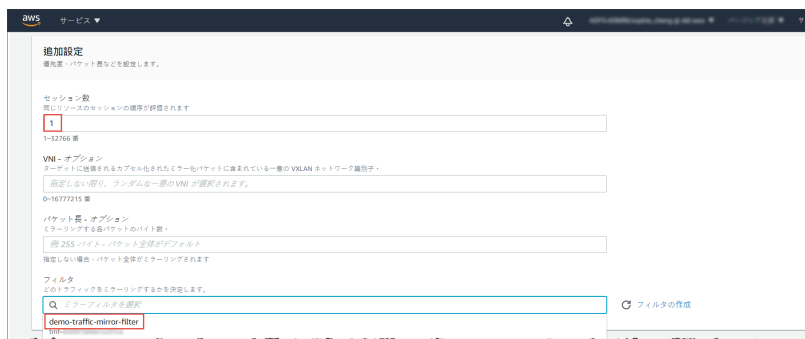 aws サービス
追加設定
優先度・パケット長などを設定します。
セッション数
同じリソースのセッションの順序が評価されます
1
1~32766 番
VNI - オプション
ターゲットに送信されるカプセル化されたミラー化パケットに含まれている一意の VXLAN ネットワーク識別子・
指定しない限り、ランダムな一意の VNI が選択されます。
0~16777215 番
パケット長 - オプション
ミラーリングする各パケットのバイト数・
例 255 バイト - パケット全体がデフォルト
指定しない場合・パケット全体がミラーリングされます
フィルタ
どのトラフィックをミラーリングするかを決定します。
ミラーフィルタを選択 フィルタの作成
demo-traffic-mirror-filter